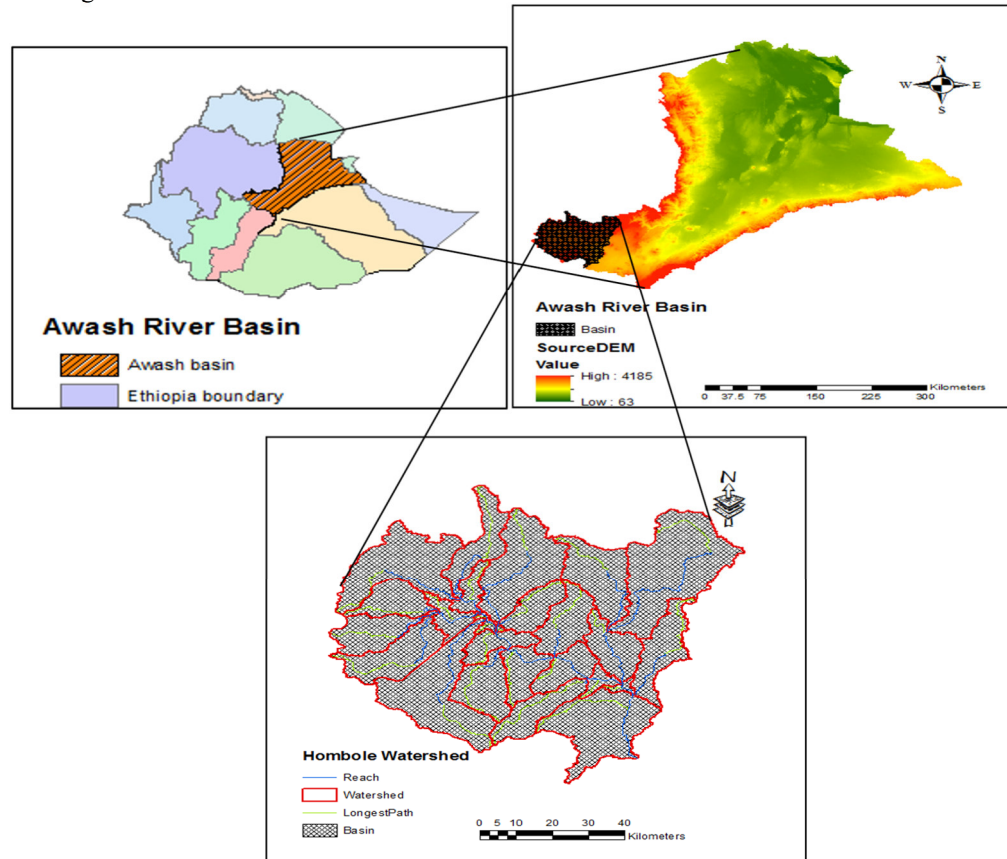 Awash River Basin
Awash basin
Ethiopia boundary
N
W E
S
Awash River Basin
Basin
SourceDEM
Value
High : 4185
Low : 63
Kilometers
0 37.5 75 150 225 300
N
Hombole Watershed
Reach
Watershed
LongestPath
Basin
0 5 10 20 30 40
Kilometers